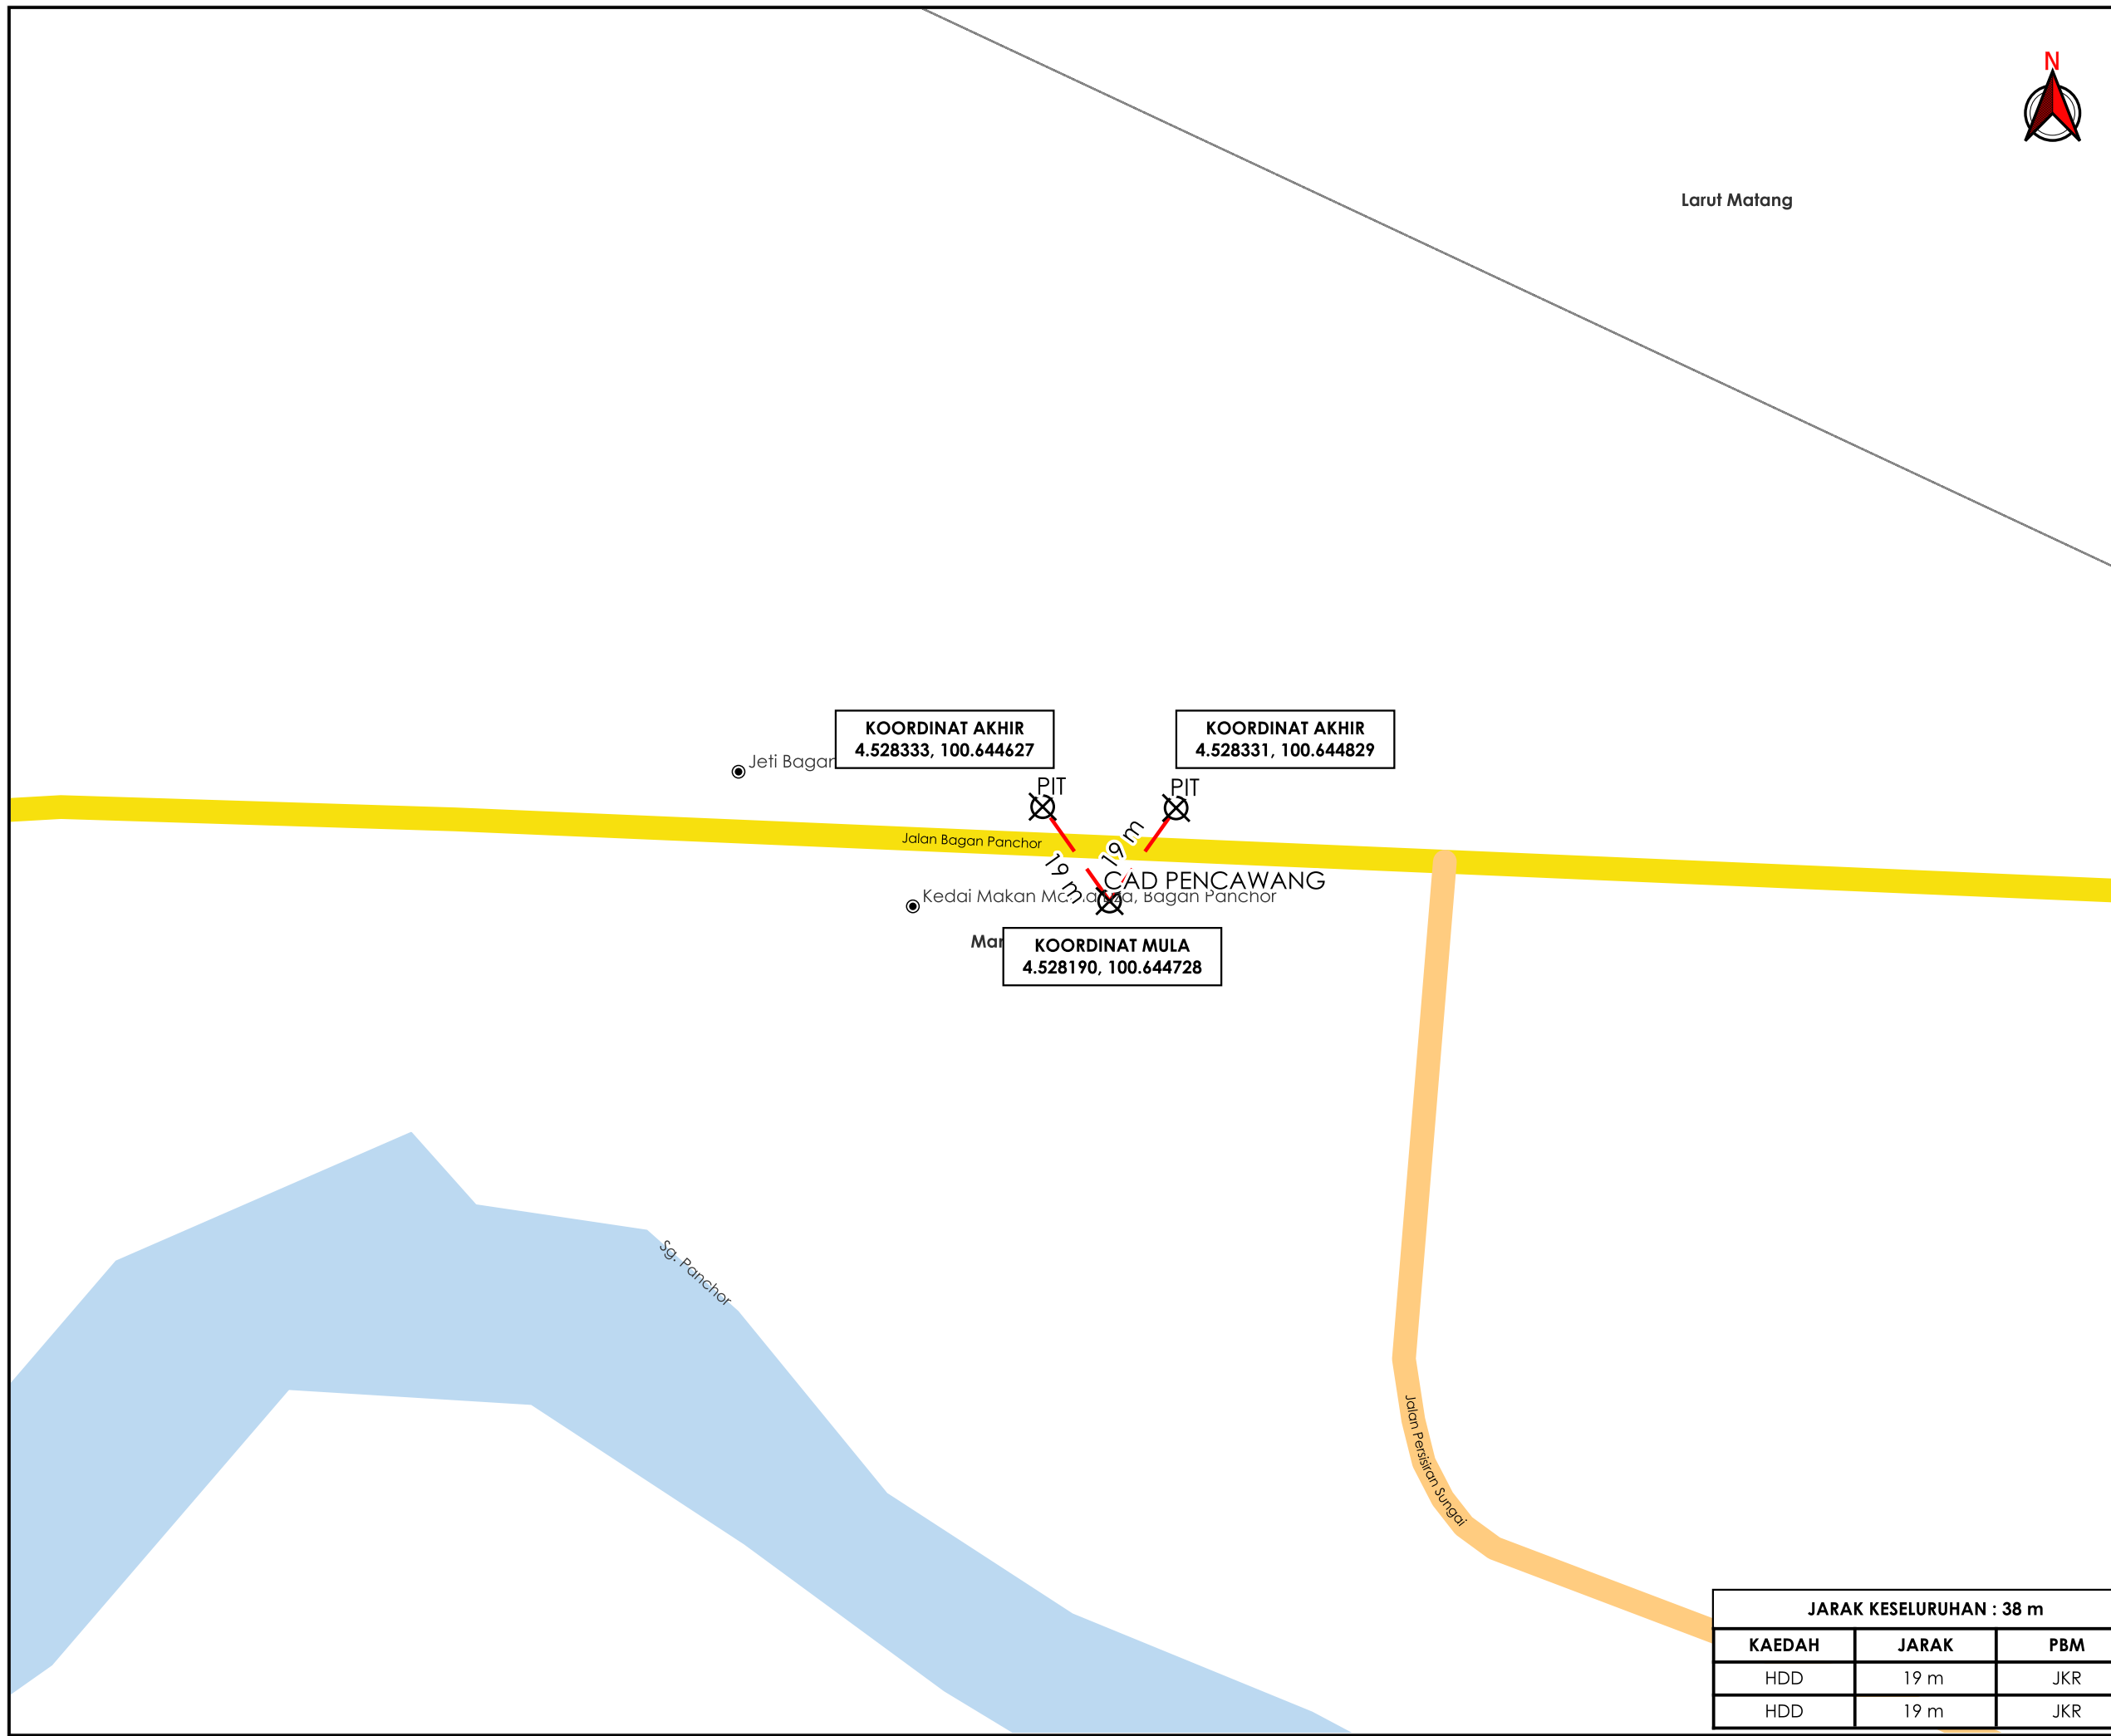 N
Larut Matang
KOORDINAT AKHIR
4.528333, 100.644627
KOORDINAT AKHIR
4.528331, 100.644829
Jeti Bagan
PIT
PIT
Jalan Bagan Panchor
19 m
19 m
CAD PENCAWANG
Kedai Makan Bagan Panchor
KOORDINAT MULA
4.528190, 100.644728
Sg. Panchor
Jalan Persisiran Sungai
JARAK KESELURUHAN : 38 m
KAEDAH JARAK PBM
HDD 19 m JKR
HDD 19 m JKR